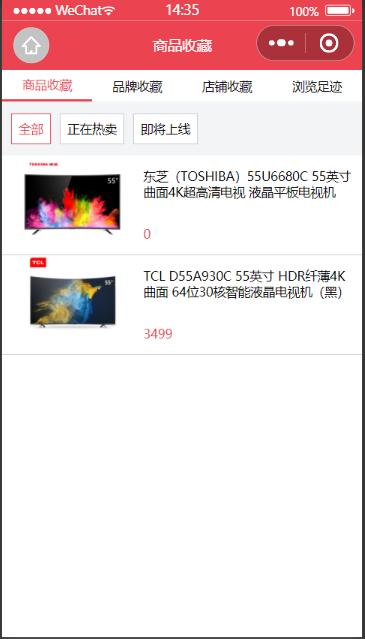 WeChat 14:35 100%
商品收藏
商品收藏 品牌收藏 店铺收藏 浏览足迹
全部 正在热卖 即将上线
55"
东芝（TOSHIBA）55U6680C 55英寸
曲面4K超高清电视 液晶平板电视机
0
TCL
55"
TCL D55A930C 55英寸 HDR纤薄4K
曲面 64位30核智能液晶电视机（黑）
3499